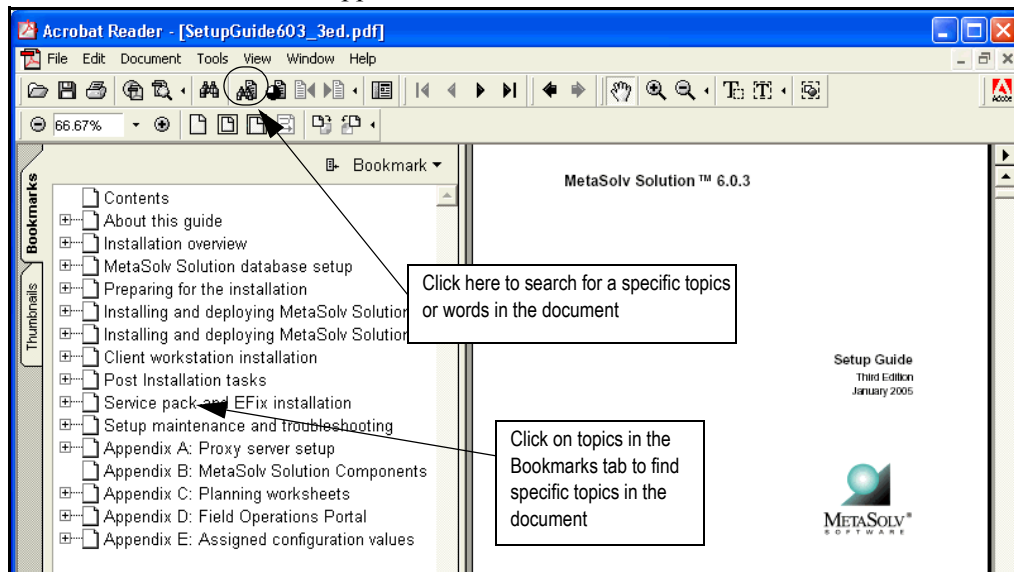 Acrobat Reader - [SetupGuide603_3ed.pdf]
File Edit Document Tools View Window Help
Adobe
66.67%
Bookmarks
Thumbnails
Bookmark
Contents
About this guide
Installation overview
MetaSolv Solution database setup
Preparing for the installation
Installing and deploying MetaSolv Solution
Installing and deploying MetaSolv Solution
Client workstation installation
Post Installation tasks
Service pack and EFix installation
Setup maintenance and troubleshooting
Appendix A: Proxy server setup
Appendix B: MetaSolv Solution Components
Appendix C: Planning worksheets
Appendix D: Field Operations Portal
Appendix E: Assigned configuration values
Click here to search for a specific topics
or words in the document
Click on topics in the
Bookmarks tab to find
specific topics in the
document
MetaSolv Solution ™ 6.0.3
Setup Guide
Third Edition
January 2005
METASOLV®
SOFTWARE